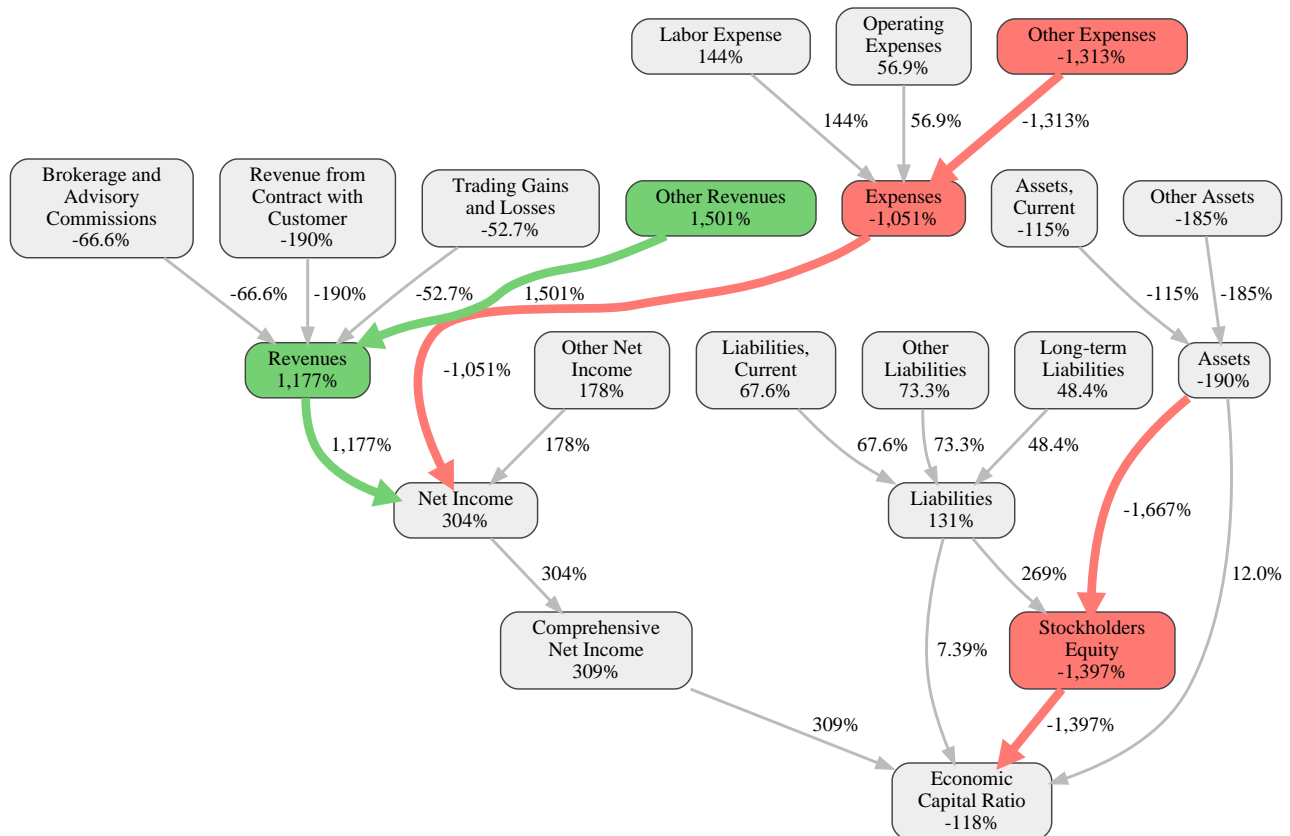 Labor Expense
144%
Operating
Expenses
56.9%
Other Expenses
-1,313%
144%
56.9%
-1,313%
Brokerage and
Advisory
Commissions
-66.6%
Revenue from
Contract with
Customer
-190%
Trading Gains
and Losses
-52.7%
Other Revenues
1,501%
Expenses
-1,051%
Assets,
Current
-115%
Other Assets
-185%
-66.6%
-190%
-52.7%
1,501%
-115%
-185%
Revenues
1,177%
-1,051%
Other Net
Income
178%
Liabilities,
Current
67.6%
Other
Liabilities
73.3%
Long-term
Liabilities
48.4%
Assets
-190%
1,177%
178%
67.6%
73.3%
48.4%
Net Income
304%
Liabilities
131%
-1,667%
304%
269%
12.0%
Comprehensive
Net Income
309%
7.39%
Stockholders
Equity
-1,397%
309%
-1,397%
Economic
Capital Ratio
-118%